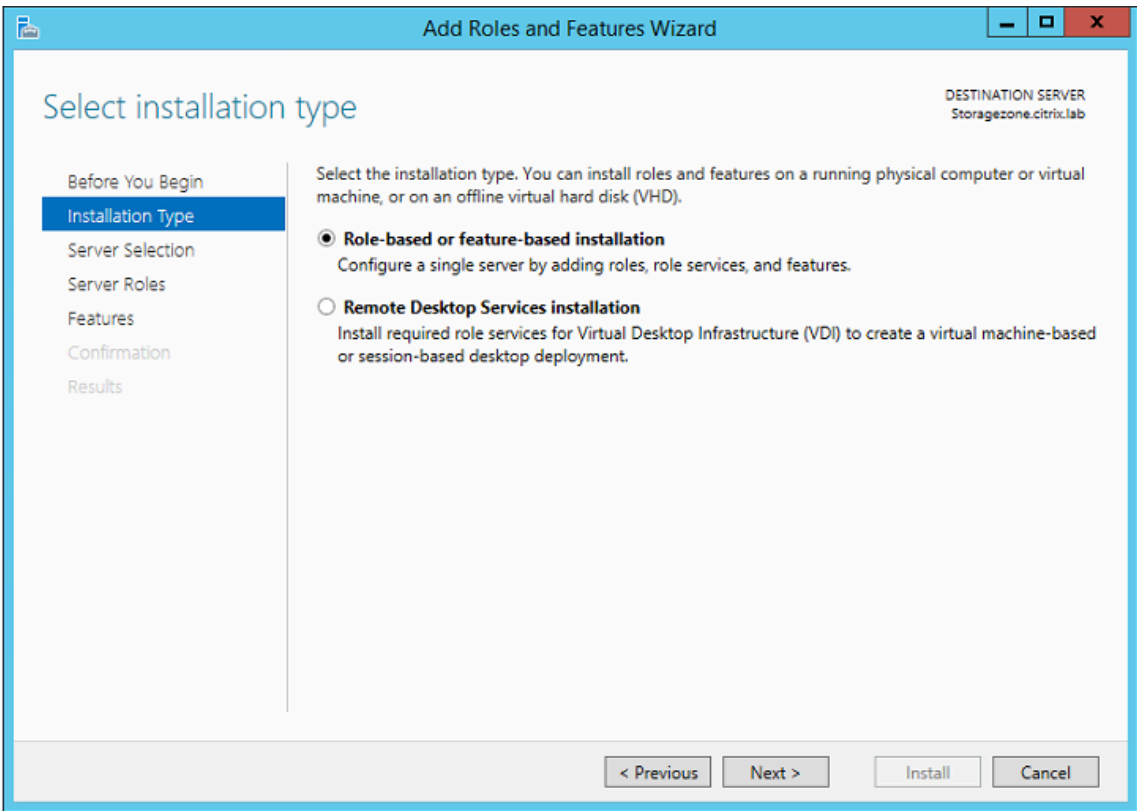 Add Roles and Features Wizard
Select installation type
DESTINATION SERVER
Storagezone.citrix.lab
Before You Begin
Installation Type
Server Selection
Server Roles
Features
Confirmation
Results
Select the installation type. You can install roles and features on a running physical computer or virtual
machine, or on an offline virtual hard disk (VHD).
Role-based or feature-based installation
Configure a single server by adding roles, role services, and features.
Remote Desktop Services installation
Install required role services for Virtual Desktop Infrastructure (VDI) to create a virtual machine-based
or session-based desktop deployment.
< Previous Next > Install Cancel